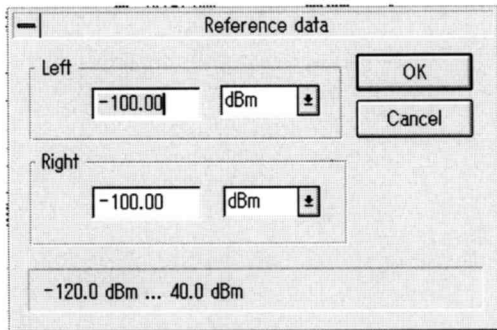 Reference data
Left
-100.00 dBm
OK
Cancel
Right
-100.00 dBm
-120.0 dBm ... 40.0 dBm